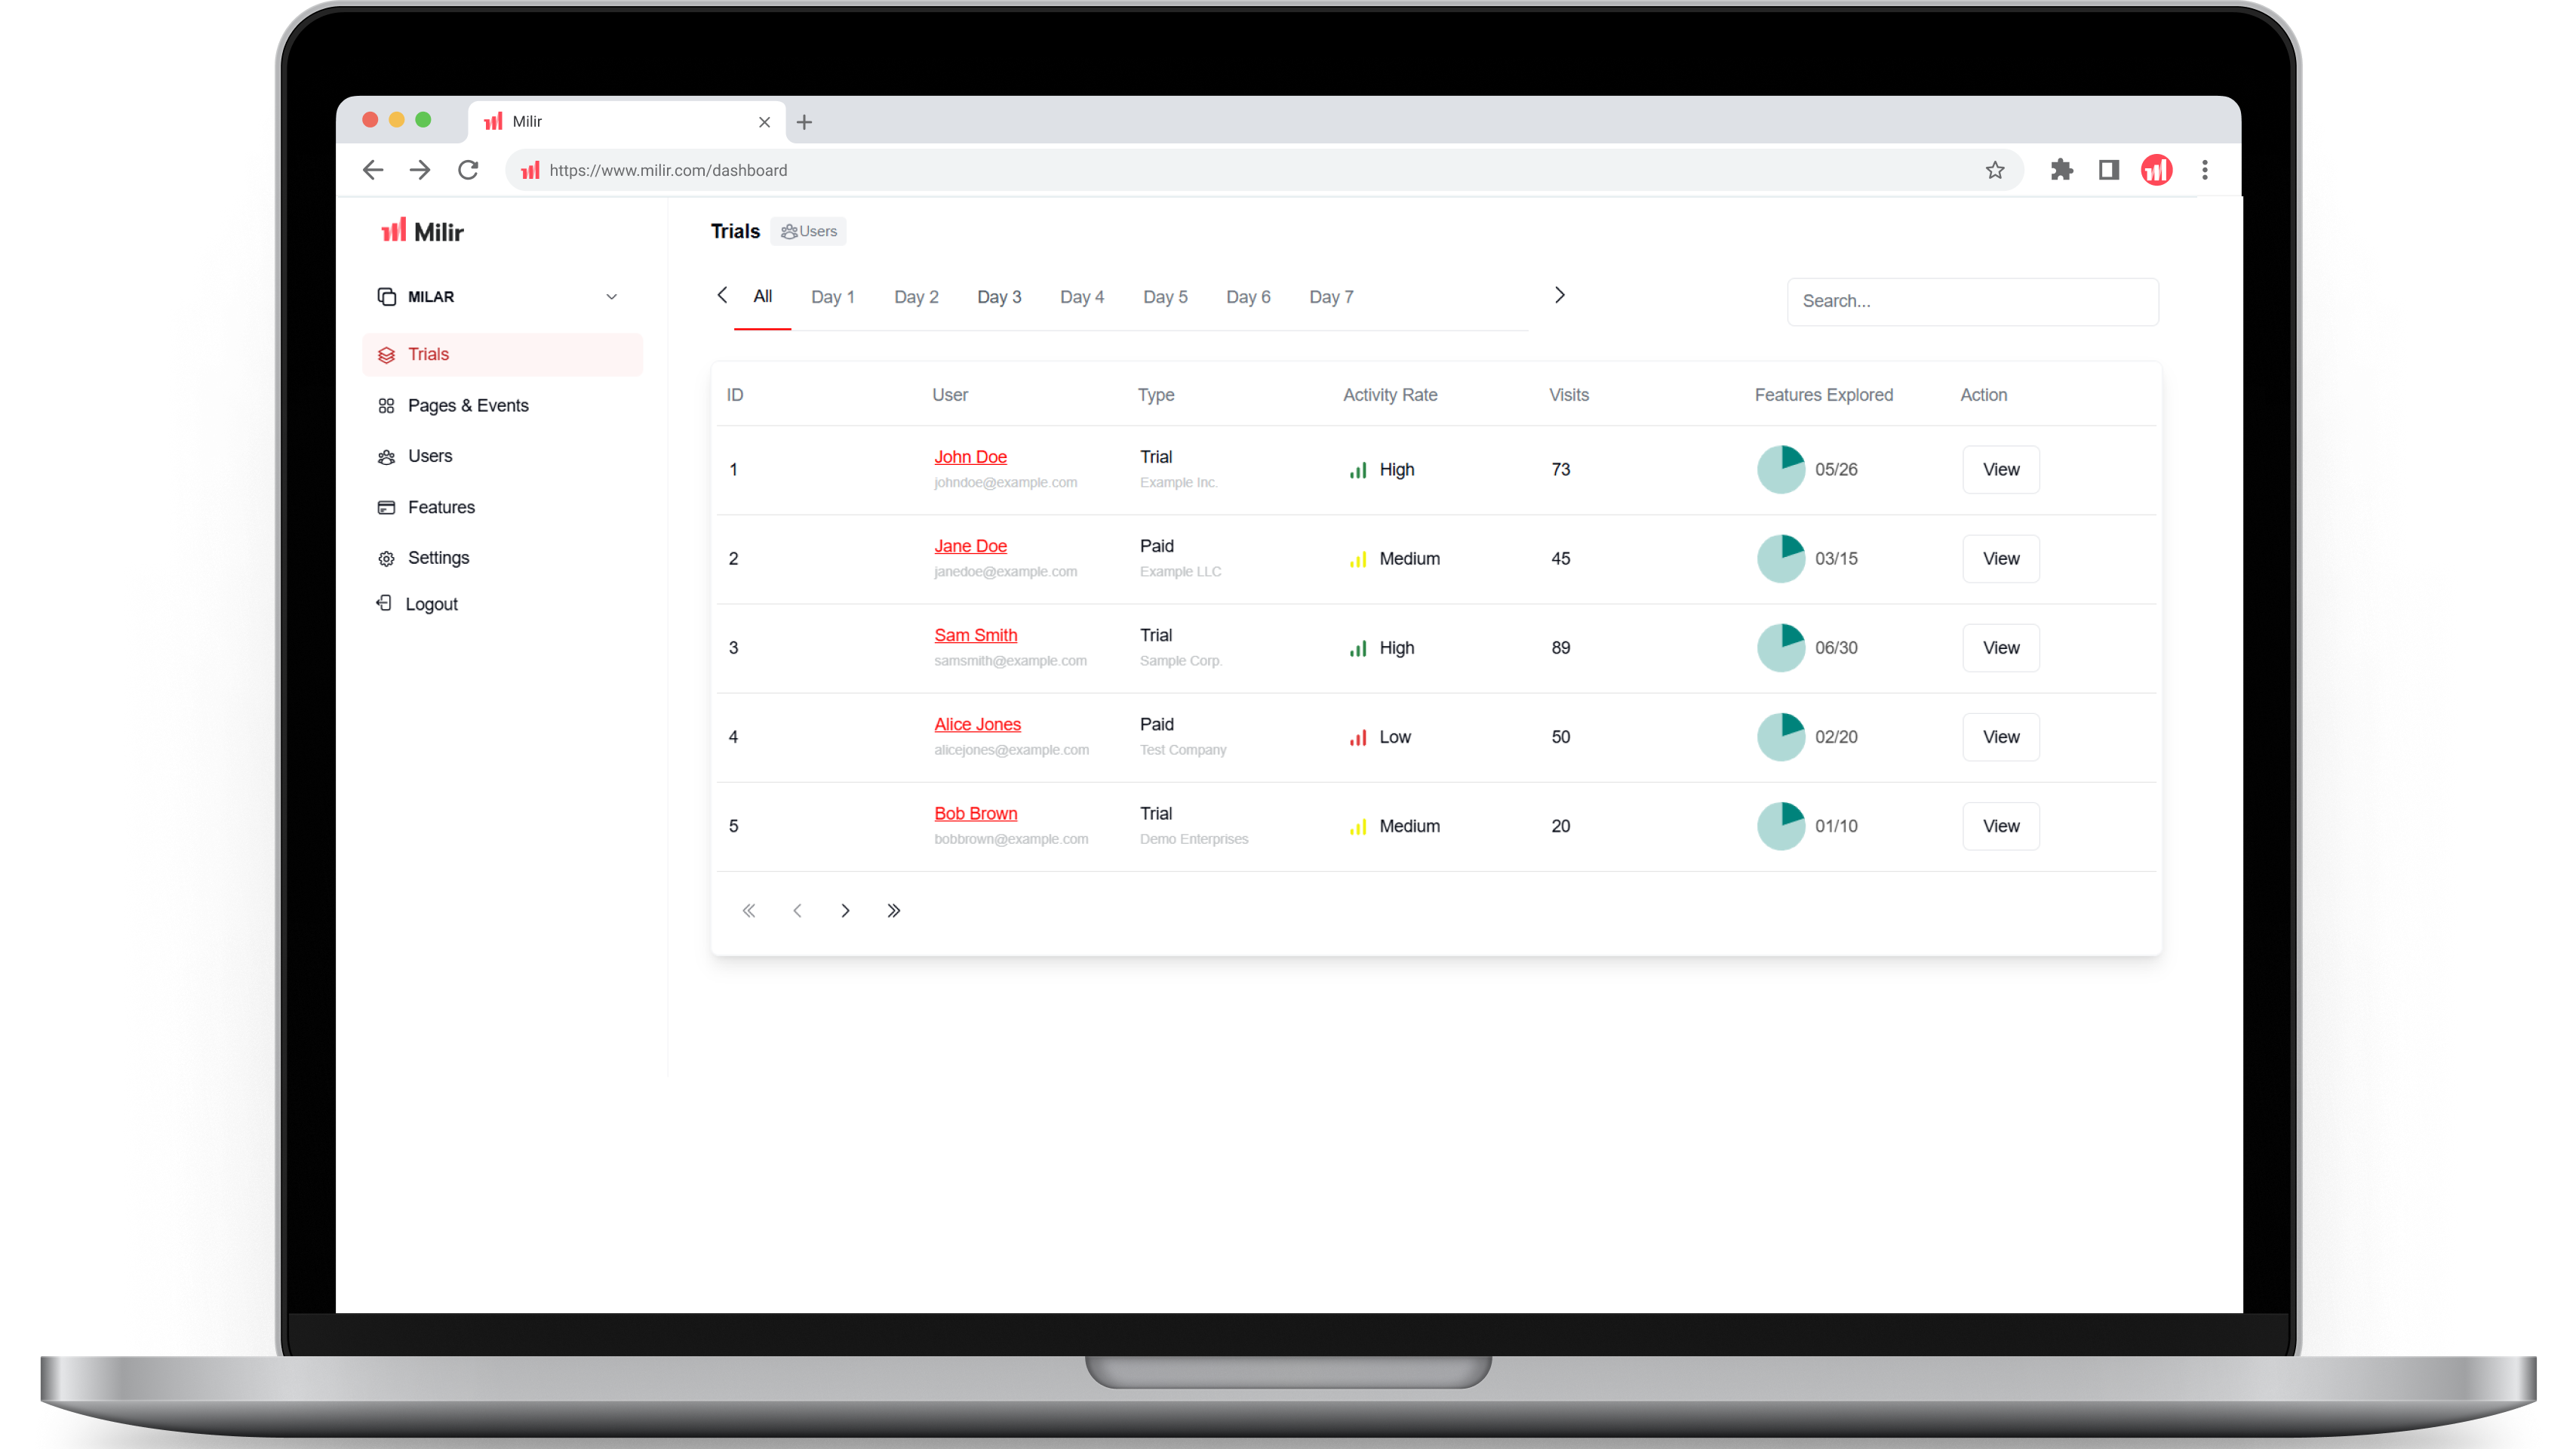 Milir
https://www.milir.com/dashboard
Milir
MILAR
Trials
Pages & Events
Users
Features
Settings
Logout
Trials Users
All Day 1 Day 2 Day 3 Day 4 Day 5 Day 6 Day 7
Search...
ID User Type Activity Rate Visits Features Explored Action
1 John Doe Trial High 73 05/26 View
johndoe@example.com Example Inc.
2 Jane Doe Paid Medium 45 03/15 View
janedoe@example.com Example LLC
3 Sam Smith Trial High 89 06/30 View
samsmith@example.com Sample Corp.
4 Alice Jones Paid Low 50 02/20 View
alicejones@example.com Test Company
5 Bob Brown Trial Medium 20 01/10 View
bobbrown@example.com Demo Enterprises